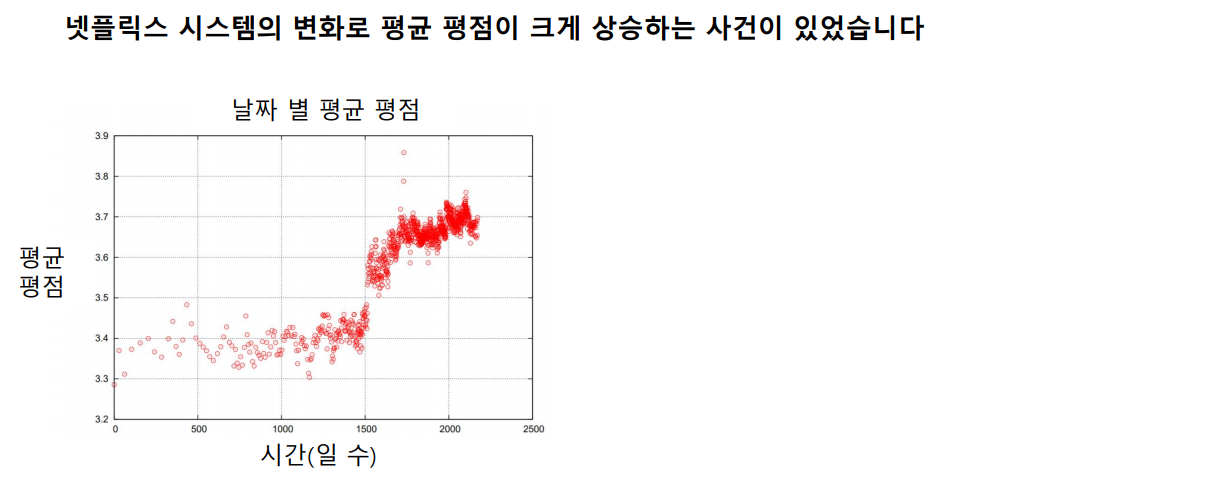 넷플릭스 시스템의 변화로 평균 평점이 크게 상승하는 사건이 있었습니다
날짜 별 평균 평점
3.9
3.8
3.7
3.6
3.5
3.4
3.3
3.2
평균
평점
0 500 1000 1500 2000 2500
시간(일 수)